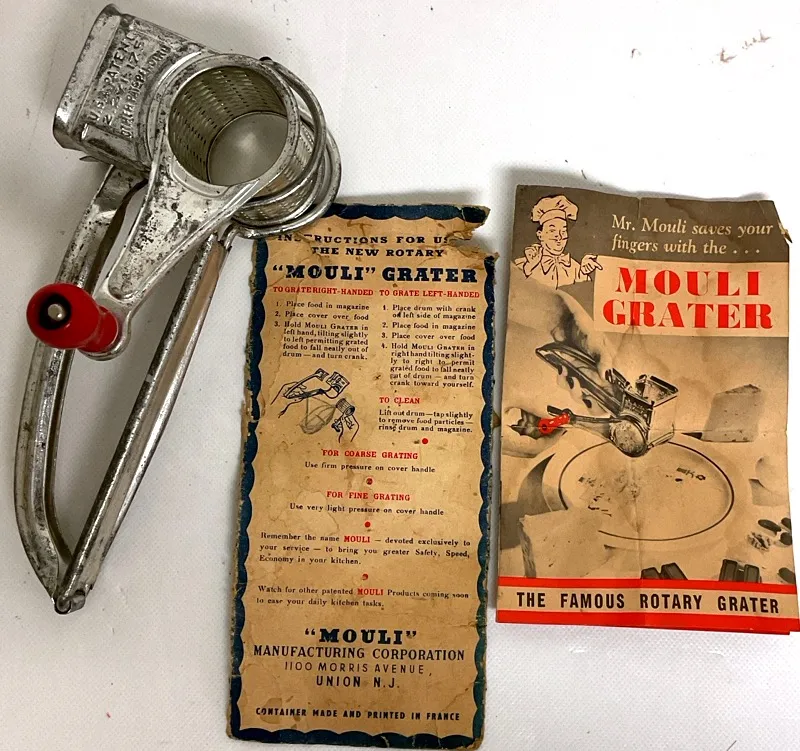 U.S. PATENT
INSTRUCTIONS FOR
THE NEW ROTARY
"MOULI" GRATER
TO GRATE RIGHT-HANDED
1. Place food in magazine
2. Place cover over food
3. Hold MOULI GRATER in
left hand, tilting slightly
to left permitting grated
food to fall neatly out of
drum — and turn crank.
TO GRATE LEFT-HANDED
1. Place drum with crank
on left side of magazine
2. Place food in magazine
3. Place cover over food
4. Hold MOULI GRATER in
right hand tilting slight-
ly to right to permit
grated food to fall neatly
out of drum — and turn
crank toward yourself.
TO CLEAN
Lift out drum — tap slightly
to remove food particles —
rinse drum and magazine.
FOR COARSE GRATING
Use firm pressure on cover handle
FOR FINE GRATING
Use very light pressure on cover handle
Remember the name MOULI — devoted exclusively to
your service — to bring you greater Safety, Speed,
Economy in your kitchen.
Watch for other patented MOULI Products coming soon
to ease your daily kitchen tasks.
"MOULI"
MANUFACTURING CORPORATION
1100 MORRIS AVENUE,
UNION N.J.
CONTAINER MADE AND PRINTED IN FRANCE
Mr. Mouli saves your
fingers with the . . .
MOULI
GRATER
THE FAMOUS ROTARY GRATER